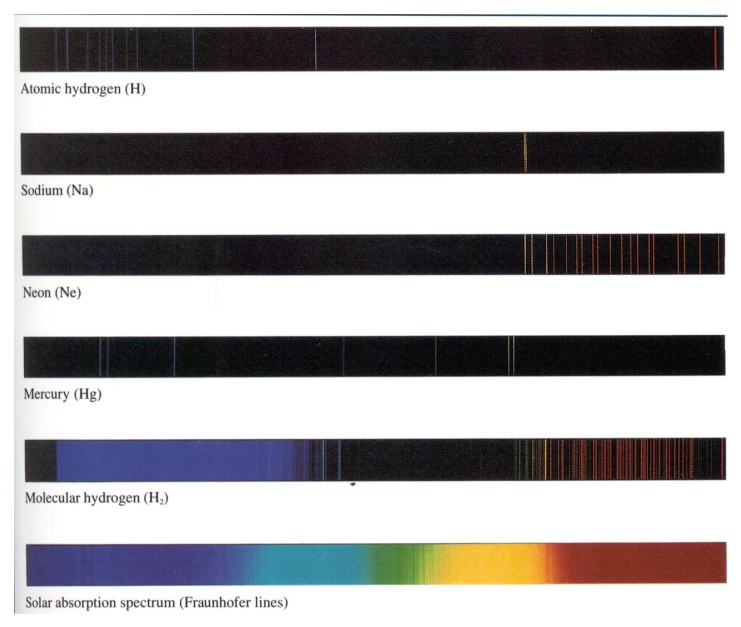 Atomic hydrogen (H)
Sodium (Na)
Neon (Ne)
Mercury (Hg)
Molecular hydrogen (H₂)
Solar absorption spectrum (Fraunhofer lines)